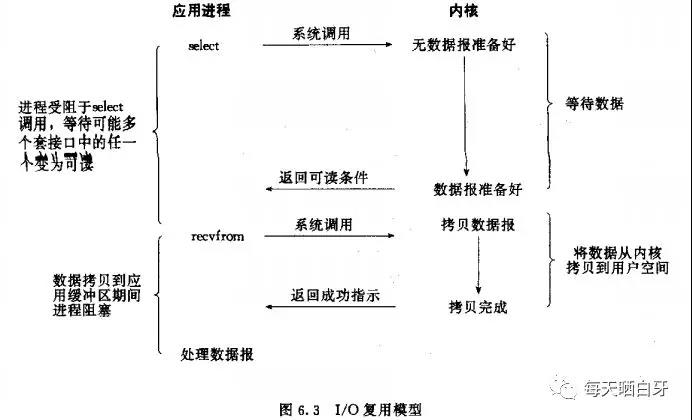 应用进程
内核
select
系统调用
无数据报准备好
进程受阻于select
调用，等待可能多
个套接口中的任一
个变为可读
等待数据
返回可读条件
数据报准备好
recvfrom
系统调用
拷贝数据报
数据拷贝到应
用缓冲区期间
进程阻塞
将数据从内核
拷贝到用户空间
返回成功指示
拷贝完成
处理数据报
每天晒白牙
图 6.3 I/O 复用模型